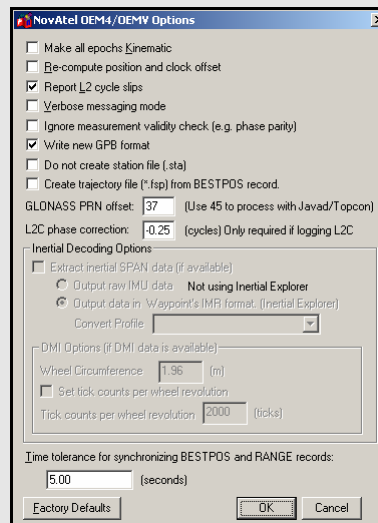 NovAtel OEM4/OEMV Options
Make all epochs Kinematic
Re-compute position and clock offset
Report L2 cycle slips
Verbose messaging mode
Ignore measurement validity check (e.g. phase parity)
Write new GPB format
Do not create station file (.sta)
Create trajectory file (*.fsp) from BESTPOS record.
GLONASS PRN offset: 37 (Use 45 to process with Javad/Topcon)
L2C phase correction: -0.25 (cycles) Only required if logging L2C
Inertial Decoding Options
Extract inertial SPAN data (if available)
Output raw IMU data Not using Inertial Explorer
Output data in Waypoint's IMR format. (Inertial Explorer)
Convert Profile
DMI Options (if DMI data is available)
Wheel Circumference 1.96 (m)
Set tick counts per wheel revolution
Tick counts per wheel revolution 2000 (ticks)
Time tolerance for synchronizing BESTPOS and RANGE records:
5.00 (seconds)
Factory Defaults OK Cancel